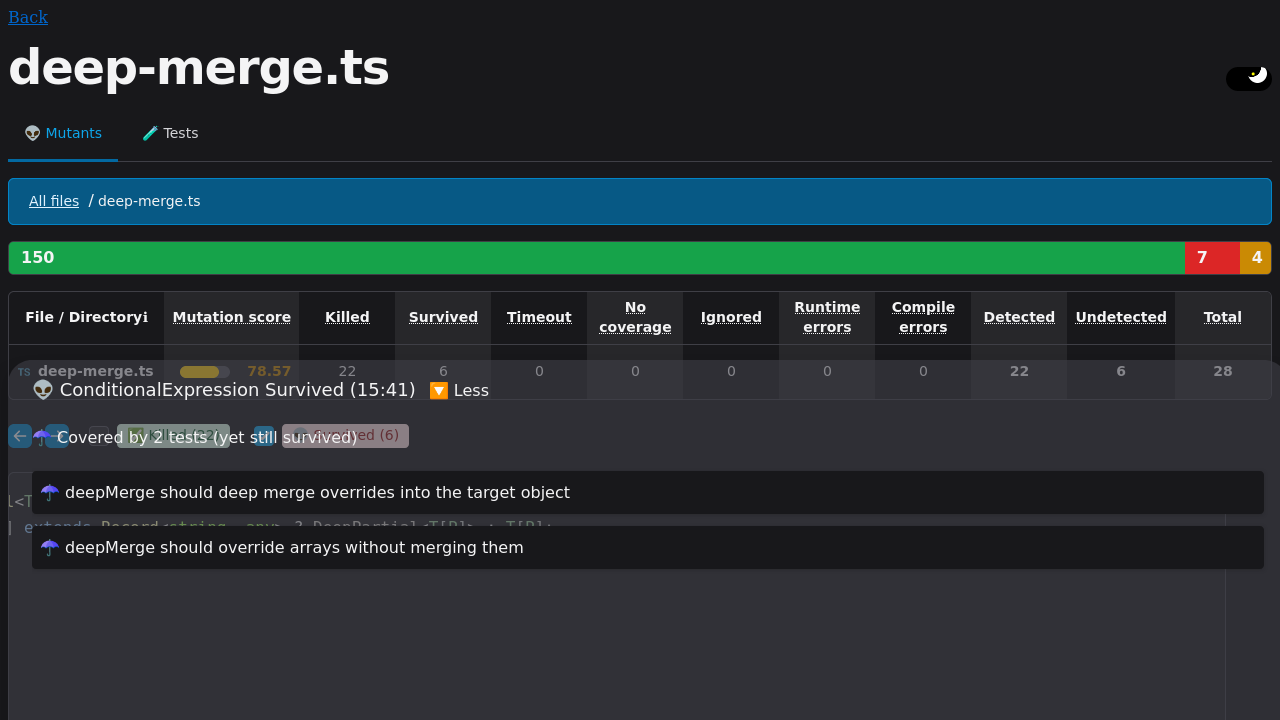 Back
deep-merge.ts
👽 Mutants
🧪 Tests
All files / deep-merge.ts
150 7 4
File / Directoryℹ Mutation score Killed Survived Timeout No coverage Ignored Runtime errors Compile errors Detected Undetected Total
TS deep-merge.ts 78.57 22 6 0 0 0 0 0 22 6 28
👽 ConditionalExpression Survived (15:41) 🔽 Less
Killed (22) Survived (6)
☂️ Covered by 2 tests (yet still survived)
☂️ deepMerge should deep merge overrides into the target object
l<T
| extends Record<string, any> ? DeepPartial<T[P]> : T[P];
☂️ deepMerge should override arrays without merging them